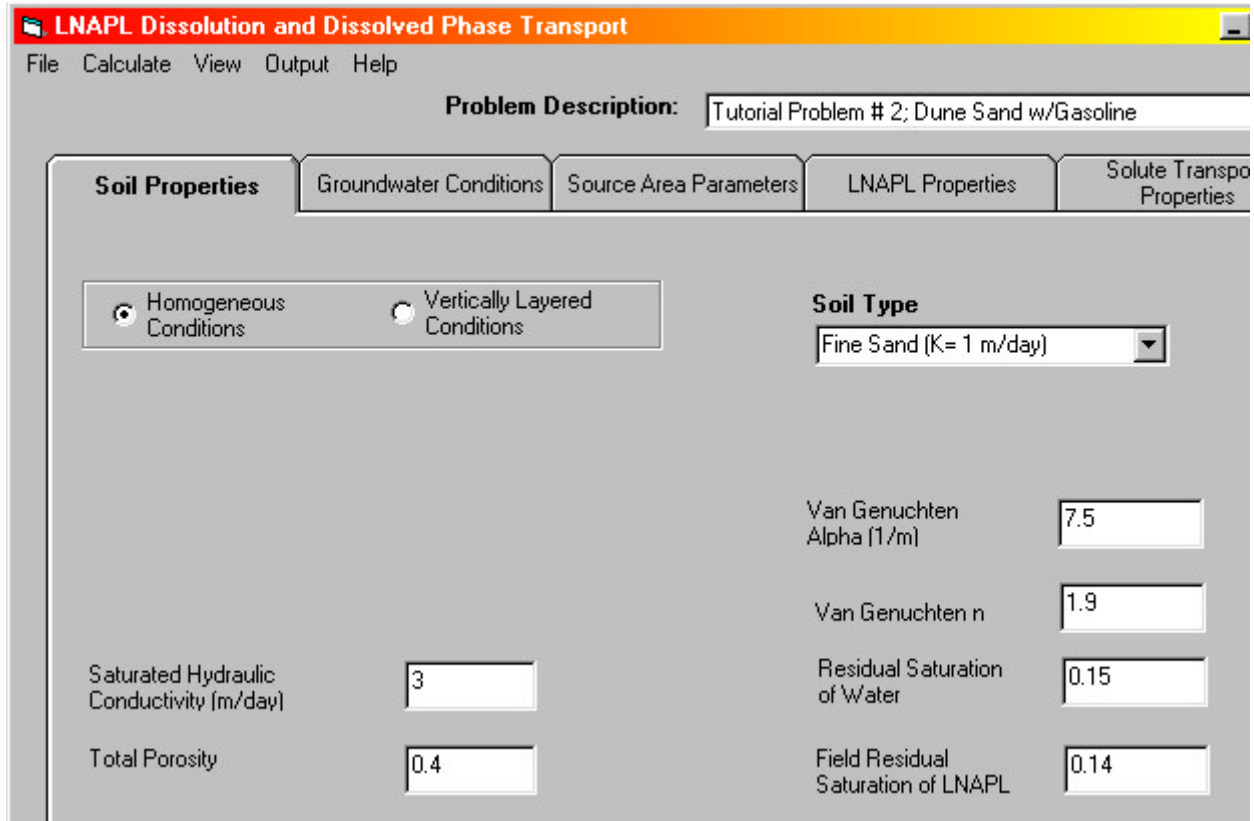 LNAPL Dissolution and Dissolved Phase Transport
File Calculate View Output Help
Problem Description: Tutorial Problem # 2; Dune Sand w/Gasoline
Soil Properties
Groundwater Conditions
Source Area Parameters
LNAPL Properties
Solute Transpo
Properties
Homogeneous
Conditions
Vertically Layered
Conditions
Soil Type
Fine Sand (K= 1 m/day)
Van Genuchten
Alpha (1/m)
7.5
Van Genuchten n
1.9
Saturated Hydraulic
Conductivity (m/day)
3
Residual Saturation
of Water
0.15
Total Porosity
0.4
Field Residual
Saturation of LNAPL
0.14